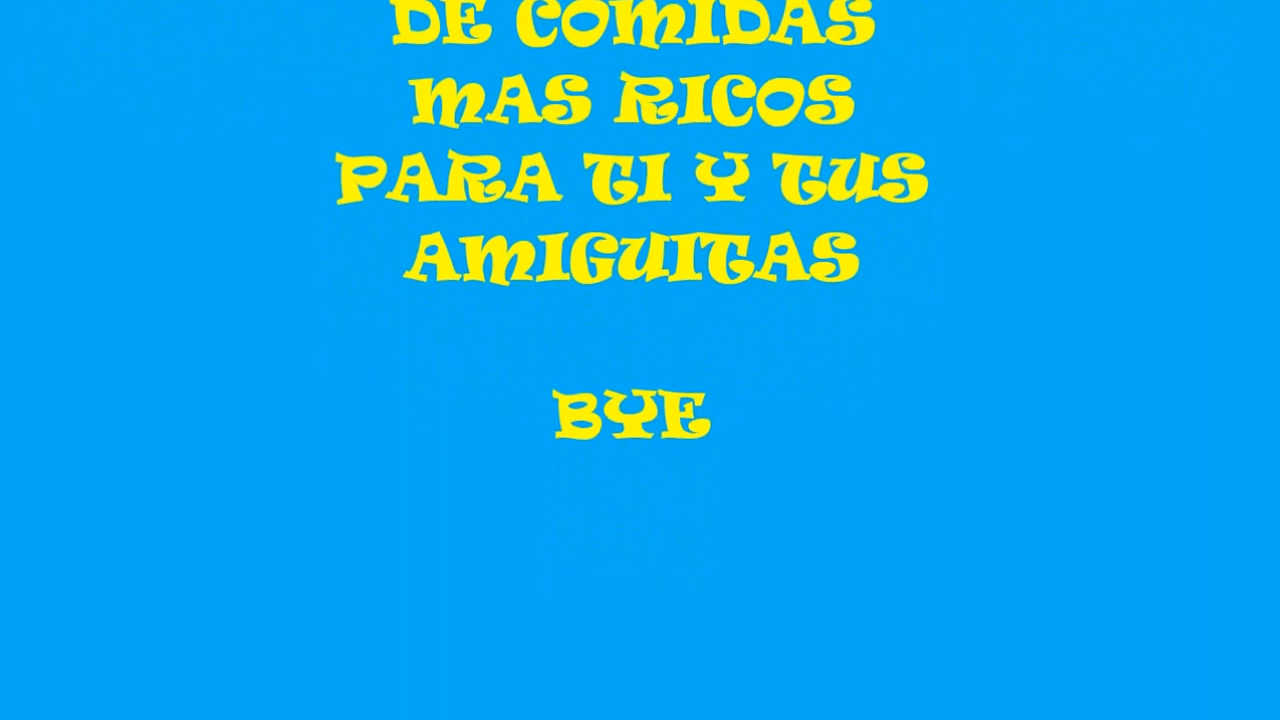 DE COMIDAS
MAS RICOS
PARA TI Y TUS
AMIGUITAS
BYE